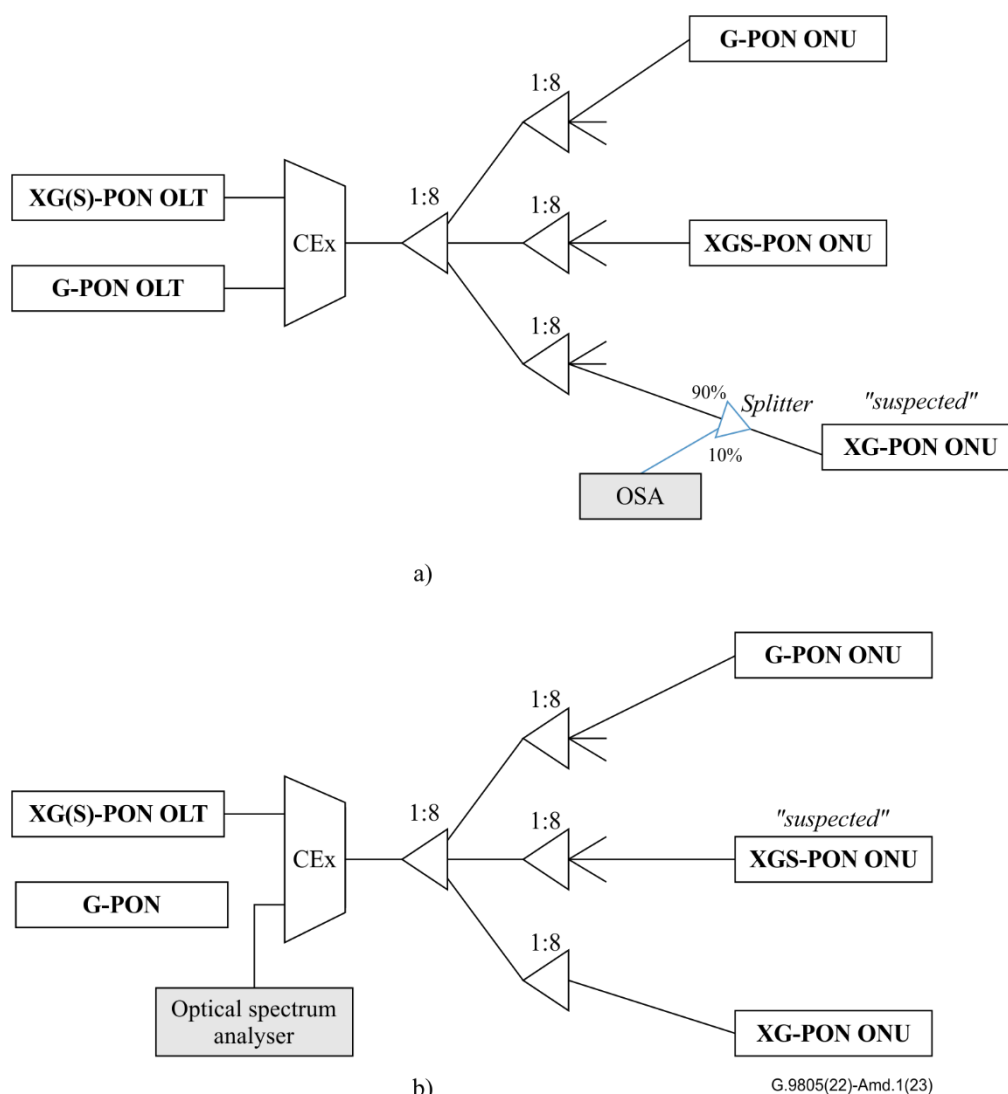 G-PON ONU
1:8
XG(S)-PON OLT
1:8
1:8
CEx
XGS-PON ONU
G-PON OLT
1:8
90%
Splitter
"suspected"
10%
XG-PON ONU
OSA
a)
G-PON ONU
1:8
XG(S)-PON OLT
1:8
1:8
"suspected"
CEx
XGS-PON ONU
G-PON
1:8
Optical spectrum
analyser
XG-PON ONU
b)
G.9805(22)-Amd.1(23)